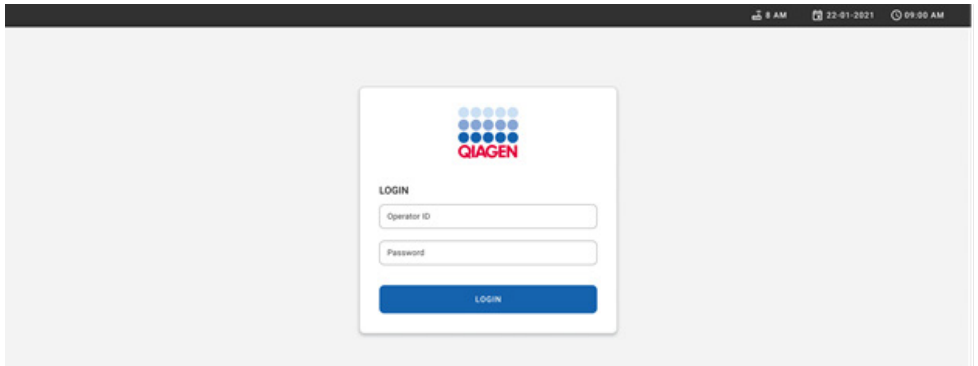 8 AM 22-01-2021 09:00 AM
QIAGEN
LOGIN
Operator ID
Password
LOGIN